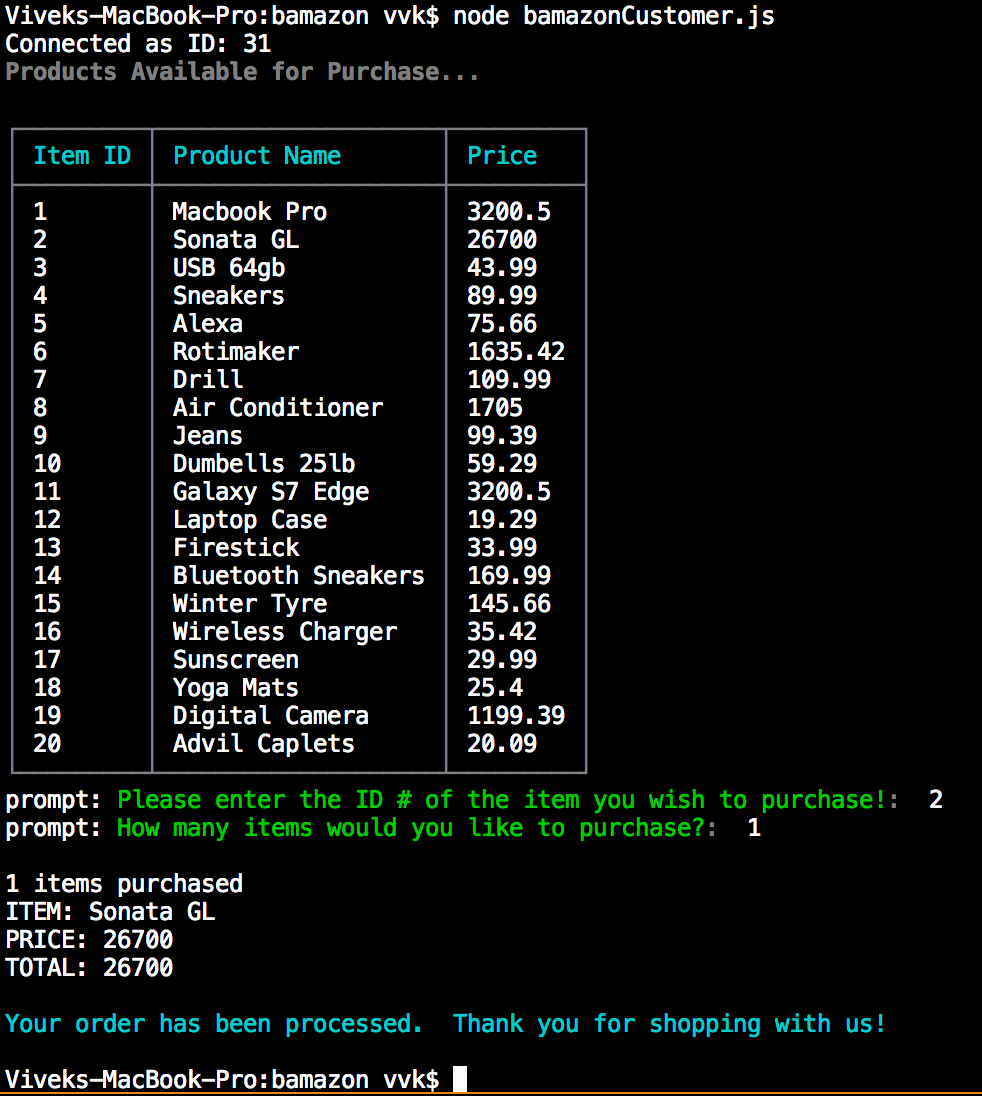 Viveks-MacBook-Pro:bamazon vvk$ node bamazonCustomer.js
Connected as ID: 31
Products Available for Purchase...
Item ID Product Name Price
1 Macbook Pro 3200.5
2 Sonata GL 26700
3 USB 64gb 43.99
4 Sneakers 89.99
5 Alexa 75.66
6 Rotimaker 1635.42
7 Drill 109.99
8 Air Conditioner 1705
9 Jeans 99.39
10 Dumbells 25lb 59.29
11 Galaxy S7 Edge 3200.5
12 Laptop Case 19.29
13 Firestick 33.99
14 Bluetooth Sneakers 169.99
15 Winter Tyre 145.66
16 Wireless Charger 35.42
17 Sunscreen 29.99
18 Yoga Mats 25.4
19 Digital Camera 1199.39
20 Advil Caplets 20.09
prompt: Please enter the ID # of the item you wish to purchase!:  2
prompt: How many items would you like to purchase?:  1
1 items purchased
ITEM: Sonata GL
PRICE: 26700
TOTAL: 26700
Your order has been processed.  Thank you for shopping with us!
Viveks-MacBook-Pro:bamazon vvk$